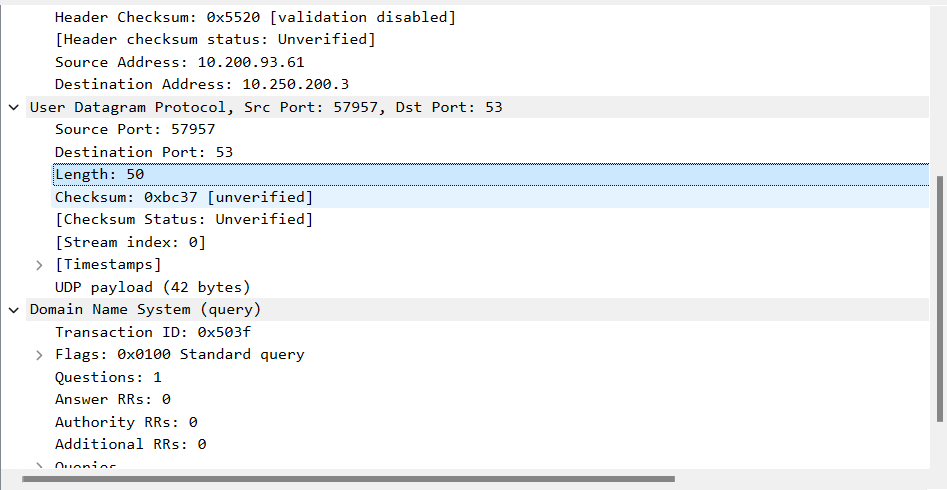 Header Checksum: 0x5520 [validation disabled]
[Header checksum status: Unverified]
Source Address: 10.200.93.61
Destination Address: 10.250.200.3
User Datagram Protocol, Src Port: 57957, Dst Port: 53
Source Port: 57957
Destination Port: 53
Length: 50
Checksum: 0xbc37 [unverified]
[Checksum Status: Unverified]
[Stream index: 0]
[Timestamps]
UDP payload (42 bytes)
Domain Name System (query)
Transaction ID: 0x503f
Flags: 0x0100 Standard query
Questions: 1
Answer RRs: 0
Authority RRs: 0
Additional RRs: 0
Queries